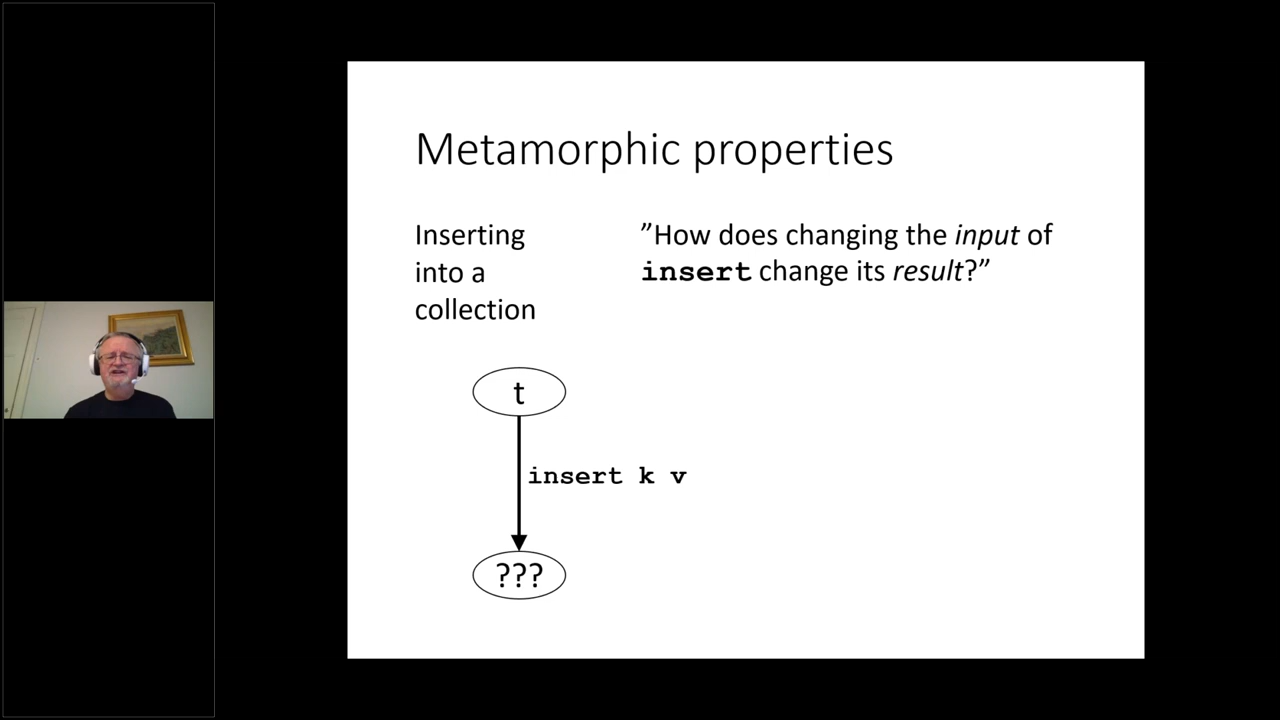 Metamorphic properties
Inserting
into a
collection
”How does changing the input of
insert change its result?”
t
insert k v
???